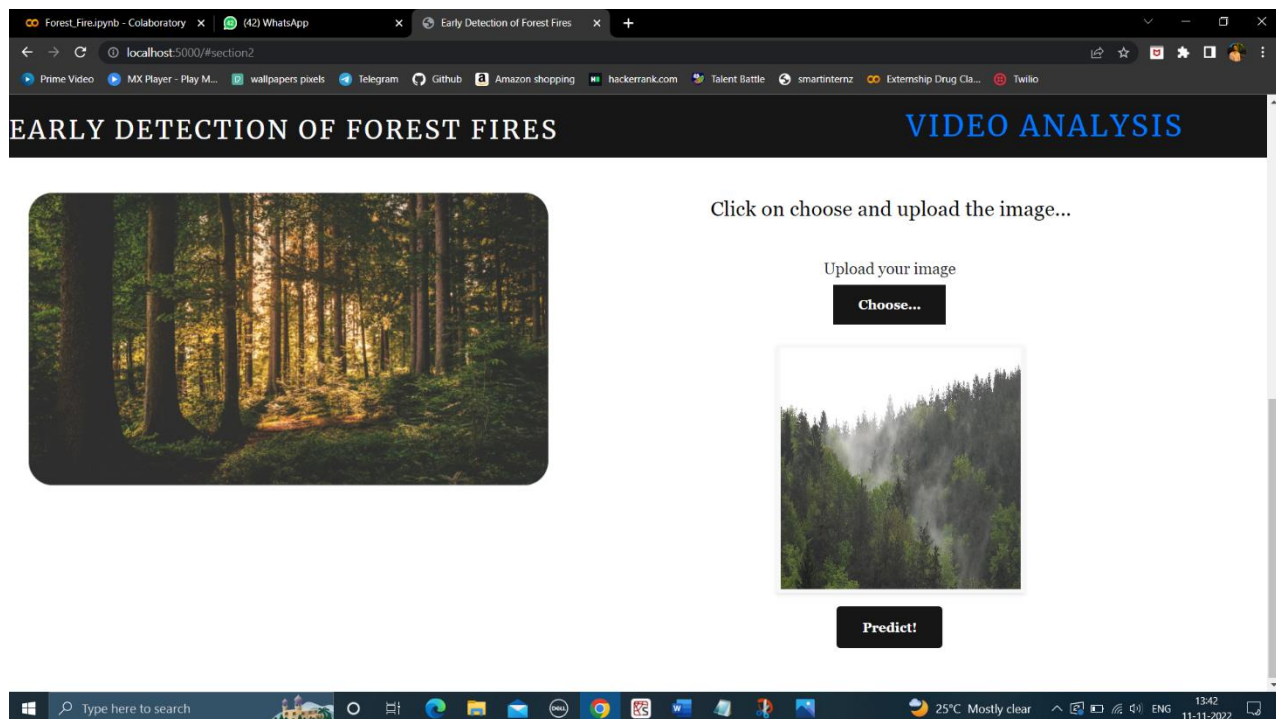 Forest_Fire.ipynb - Colaboratory (42) WhatsApp Early Detection of Forest Fires
localhost:5000/#section2
Prime Video MX Player - Play M... wallpapers pixels Telegram Github Amazon shopping hackerrank.com Talent Battle smartinternz Externship Drug Cla... Twilio
EARLY DETECTION OF FOREST FIRES VIDEO ANALYSIS
Click on choose and upload the image...
Upload your image
Choose...
Predict!
Type here to search DELL 25°C Mostly clear ENG 13:42
11-11-2022